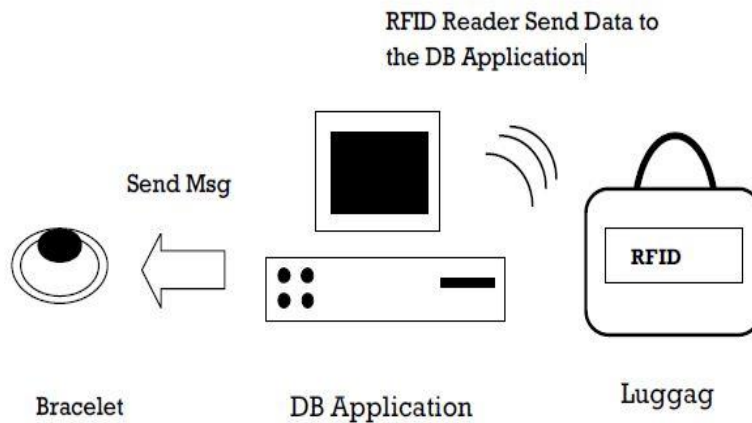 RFID Reader Send Data to
the DB Application
Send Msg
RFID
Bracelet
DB Application
Luggag